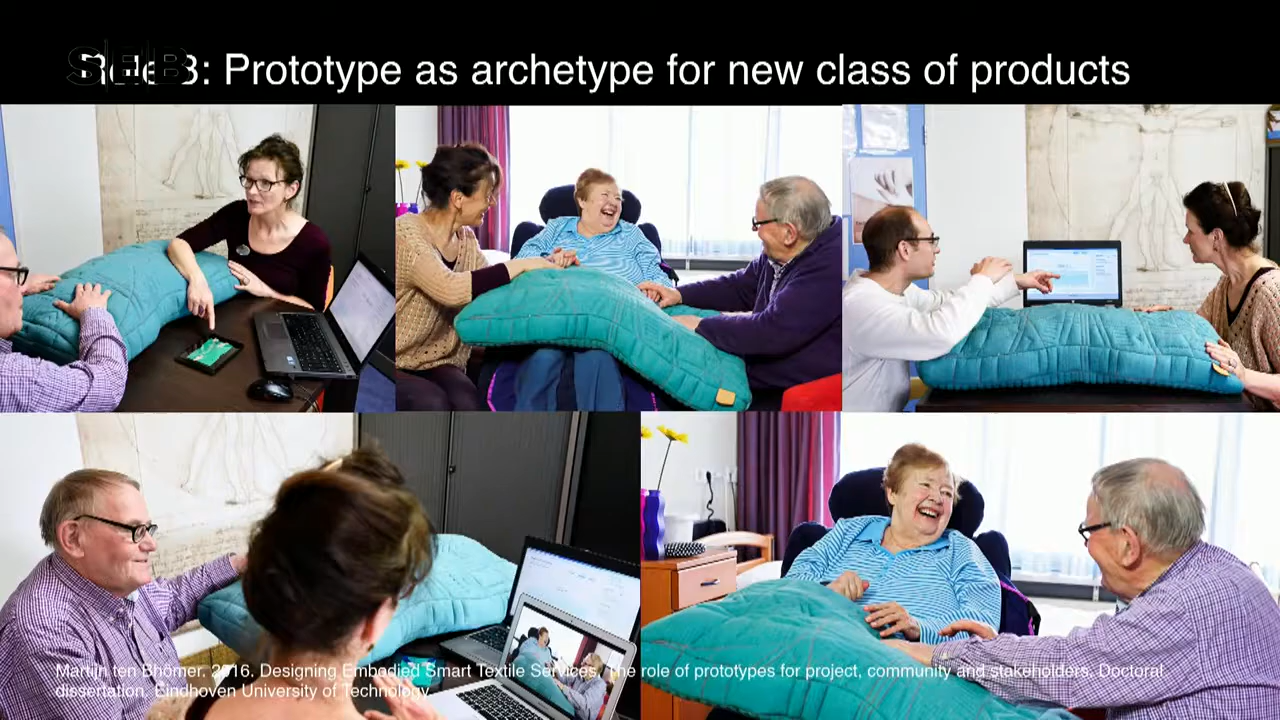 SEB
Role 3: Prototype as archetype for new class of products
Martijn ten Bhömer. 2016. Designing Embodied Smart Textile Services, The role of prototypes for project, community and stakeholders. Doctoral
dissertation. Eindhoven University of Technology.